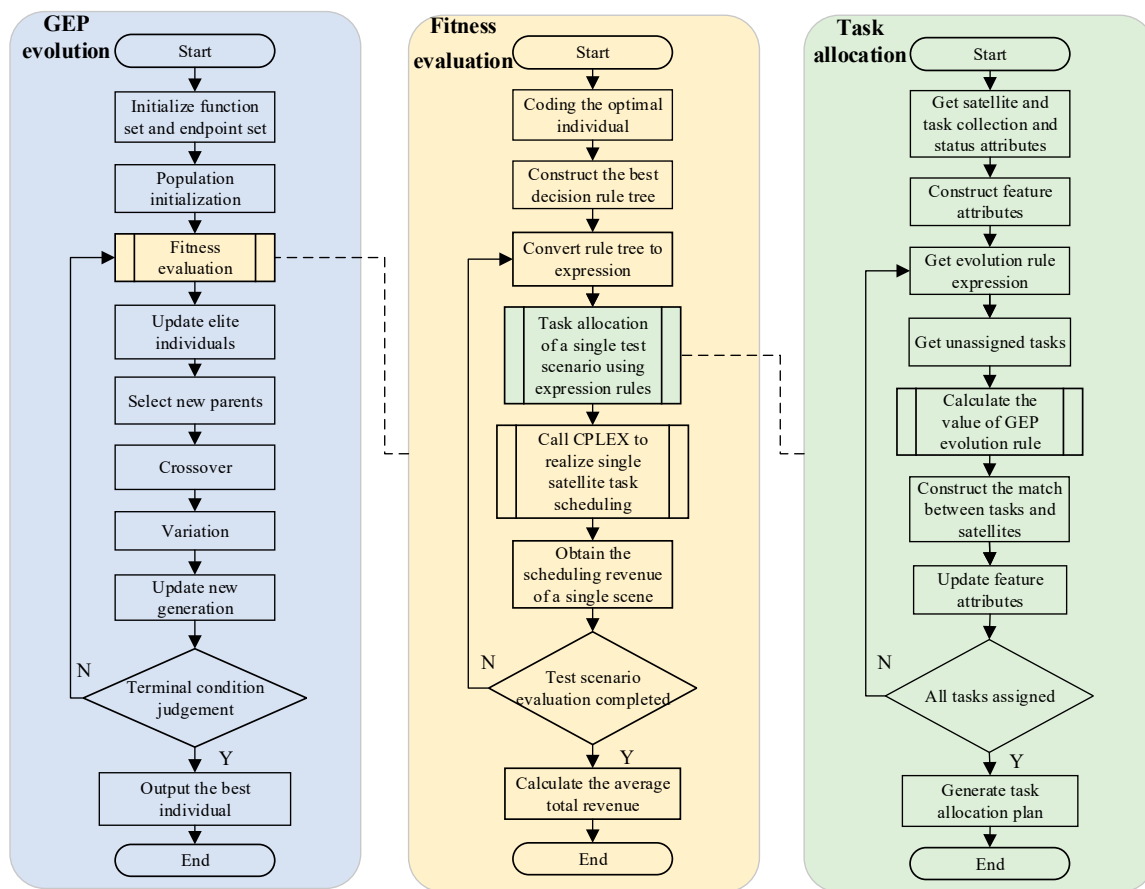 GEP
evolution
Start
Initialize function
set and endpoint set
Population
initialization
Fitness
evaluation
Update elite
individuals
Select new parents
Crossover
Variation
Update new
generation
N
Terminal condition
judgement
Y
Output the best
individual
End
Fitness
evaluation
Start
Coding the optimal
individual
Construct the best
decision rule tree
Convert rule tree to
expression
Task allocation
of a single test
scenario using
expression rules
Call CPLEX to
realize single
satellite task
scheduling
Obtain the
scheduling revenue
of a single scene
N
Test scenario
evaluation completed
Y
Calculate the average
total revenue
End
Task
allocation
Start
Get satellite and
task collection and
status attributes
Construct feature
attributes
Get evolution rule
expression
Get unassigned tasks
Calculate the
value of GEP
evolution rule
Construct the match
between tasks and
satellites
Update feature
attributes
N
All tasks assigned
Y
Generate task
allocation plan
End